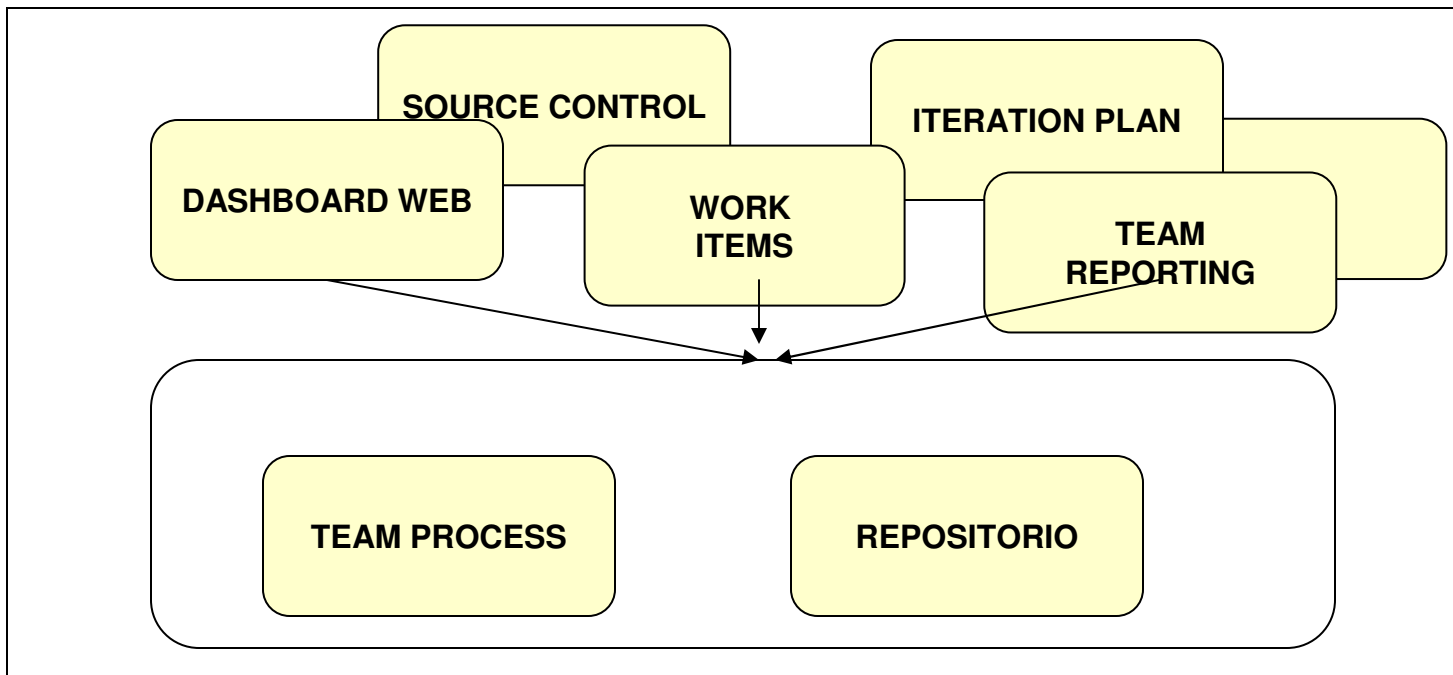 SOURCE CONTROL
ITERATION PLAN
DASHBOARD WEB
WORK
ITEMS
TEAM
REPORTING
TEAM PROCESS
REPOSITORIO